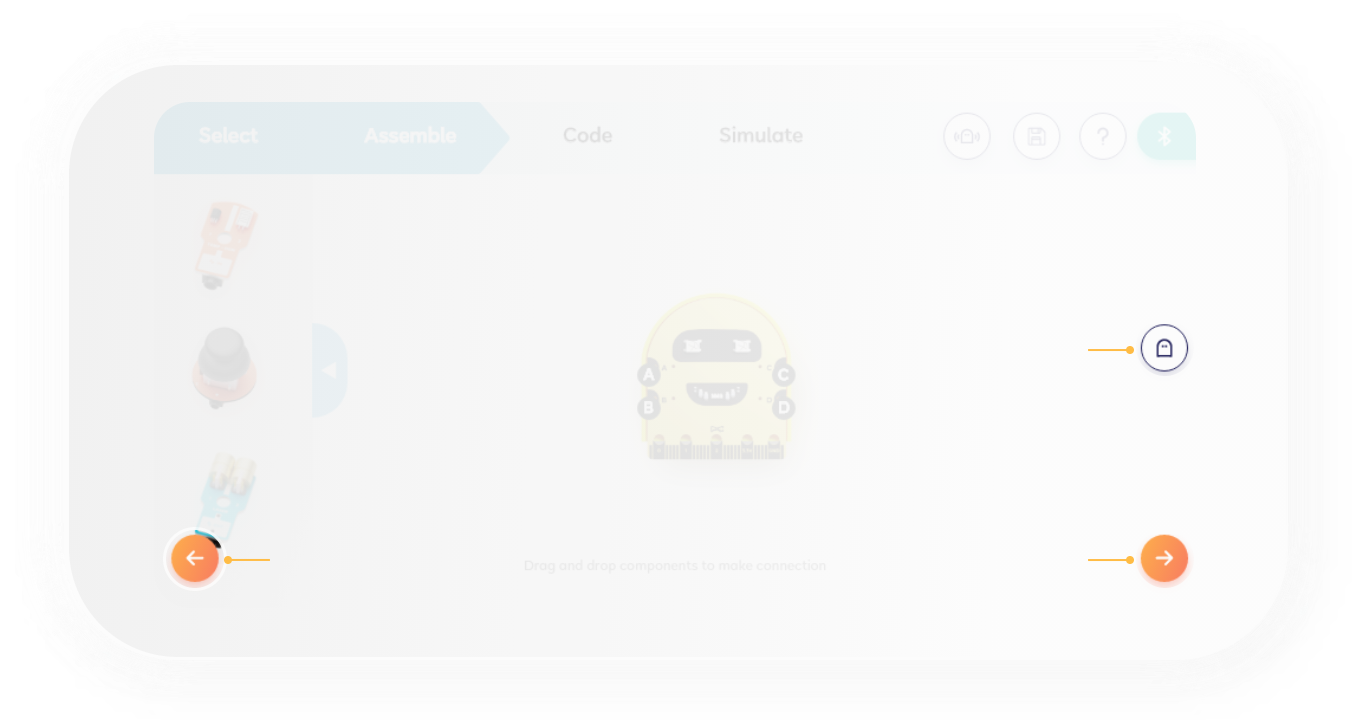 Select Assemble Code Simulate ?
A C
B D
Drag and drop components to make connection